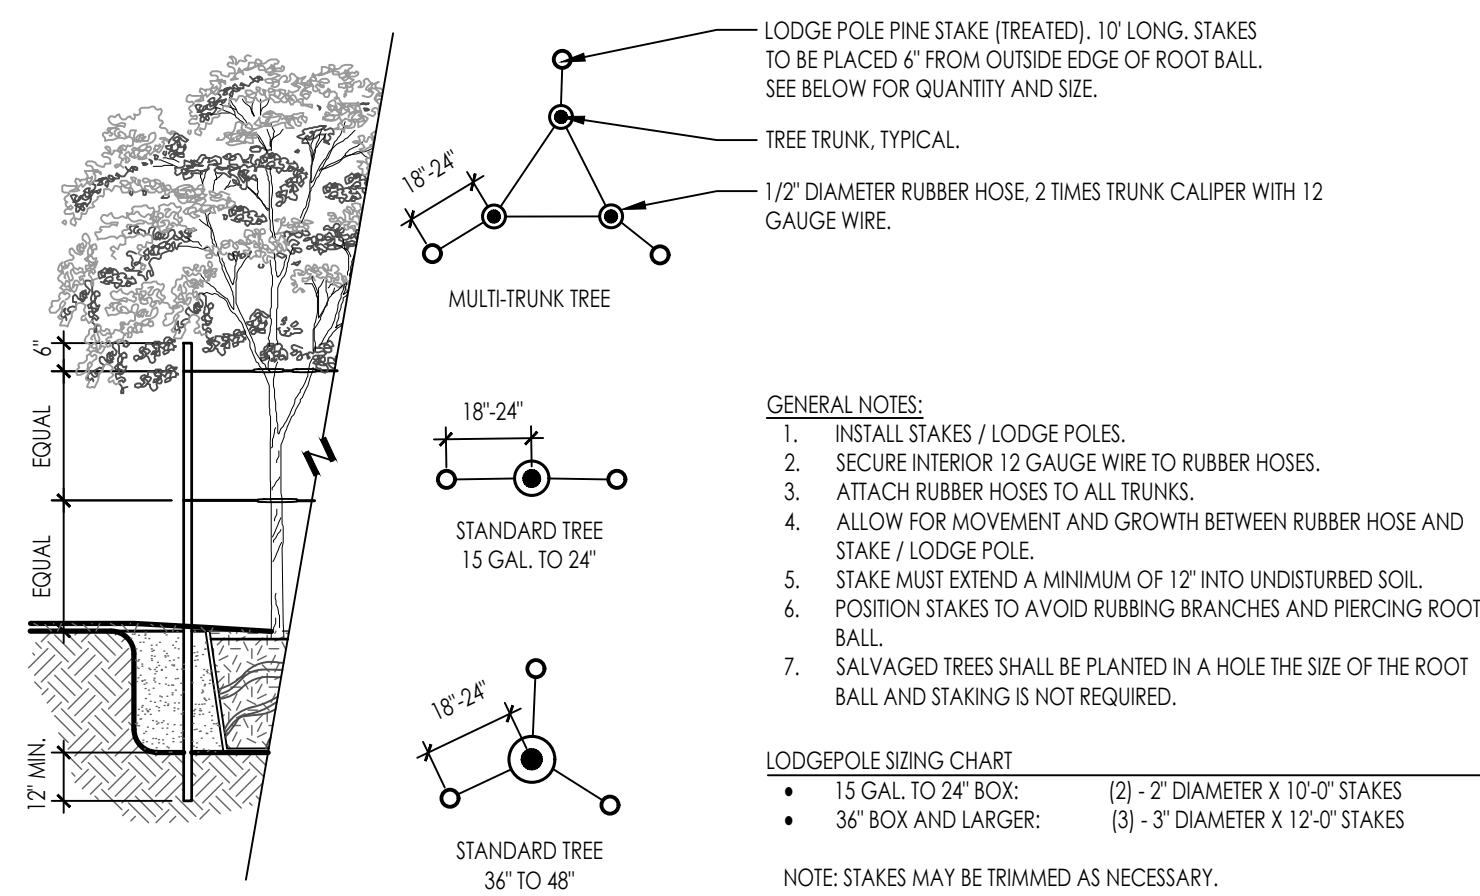 LODGE POLE PINE STAKE (TREATED). 10' LONG. STAKES
TO BE PLACED 6" FROM OUTSIDE EDGE OF ROOT BALL.
SEE BELOW FOR QUANTITY AND SIZE.
TREE TRUNK, TYPICAL.
1/2" DIAMETER RUBBER HOSE, 2 TIMES TRUNK CALIPER WITH 12
GAUGE WIRE.
18"-24"
MULTI-TRUNK TREE
6"
EQUAL
EQUAL
12" MIN.
18"-24"
STANDARD TREE
15 GAL. TO 24"
18"-24"
STANDARD TREE
36" TO 48"
GENERAL NOTES:
1. INSTALL STAKES / LODGE POLES.
2. SECURE INTERIOR 12 GAUGE WIRE TO RUBBER HOSES.
3. ATTACH RUBBER HOSES TO ALL TRUNKS.
4. ALLOW FOR MOVEMENT AND GROWTH BETWEEN RUBBER HOSE AND
STAKE / LODGE POLE.
5. STAKE MUST EXTEND A MINIMUM OF 12" INTO UNDISTURBED SOIL.
6. POSITION STAKES TO AVOID RUBBING BRANCHES AND PIERCING ROOT
BALL.
7. SALVAGED TREES SHALL BE PLANTED IN A HOLE THE SIZE OF THE ROOT
BALL AND STAKING IS NOT REQUIRED.
LODGEPOLE SIZING CHART
• 15 GAL. TO 24" BOX: (2) - 2" DIAMETER X 10'-0" STAKES
• 36" BOX AND LARGER: (3) - 3" DIAMETER X 12'-0" STAKES
NOTE: STAKES MAY BE TRIMMED AS NECESSARY.